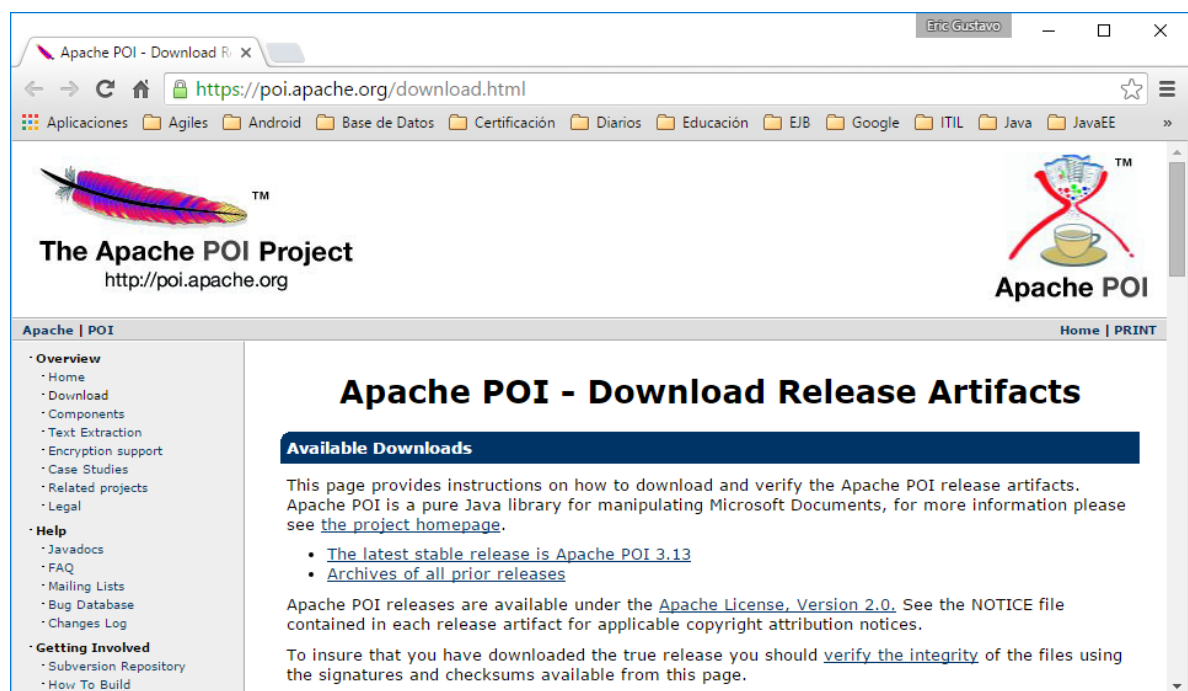 Eric Gustavo
Apache POI - Download R
https://poi.apache.org/download.html
Aplicaciones Agiles Android Base de Datos Certificación Diarios Educación EJB Google ITIL Java JavaEE »
TM
The Apache POI Project
http://poi.apache.org
TM
Apache POI
Apache | POI
Home | PRINT
· Overview
· Home
· Download
· Components
· Text Extraction
· Encryption support
· Case Studies
· Related projects
· Legal
· Help
· Javadocs
· FAQ
· Mailing Lists
· Bug Database
· Changes Log
· Getting Involved
· Subversion Repository
· How To Build
Apache POI - Download Release Artifacts
Available Downloads
This page provides instructions on how to download and verify the Apache POI release artifacts.
Apache POI is a pure Java library for manipulating Microsoft Documents, for more information please
see the project homepage.
• The latest stable release is Apache POI 3.13
• Archives of all prior releases
Apache POI releases are available under the Apache License, Version 2.0. See the NOTICE file
contained in each release artifact for applicable copyright attribution notices.
To insure that you have downloaded the true release you should verify the integrity of the files using
the signatures and checksums available from this page.